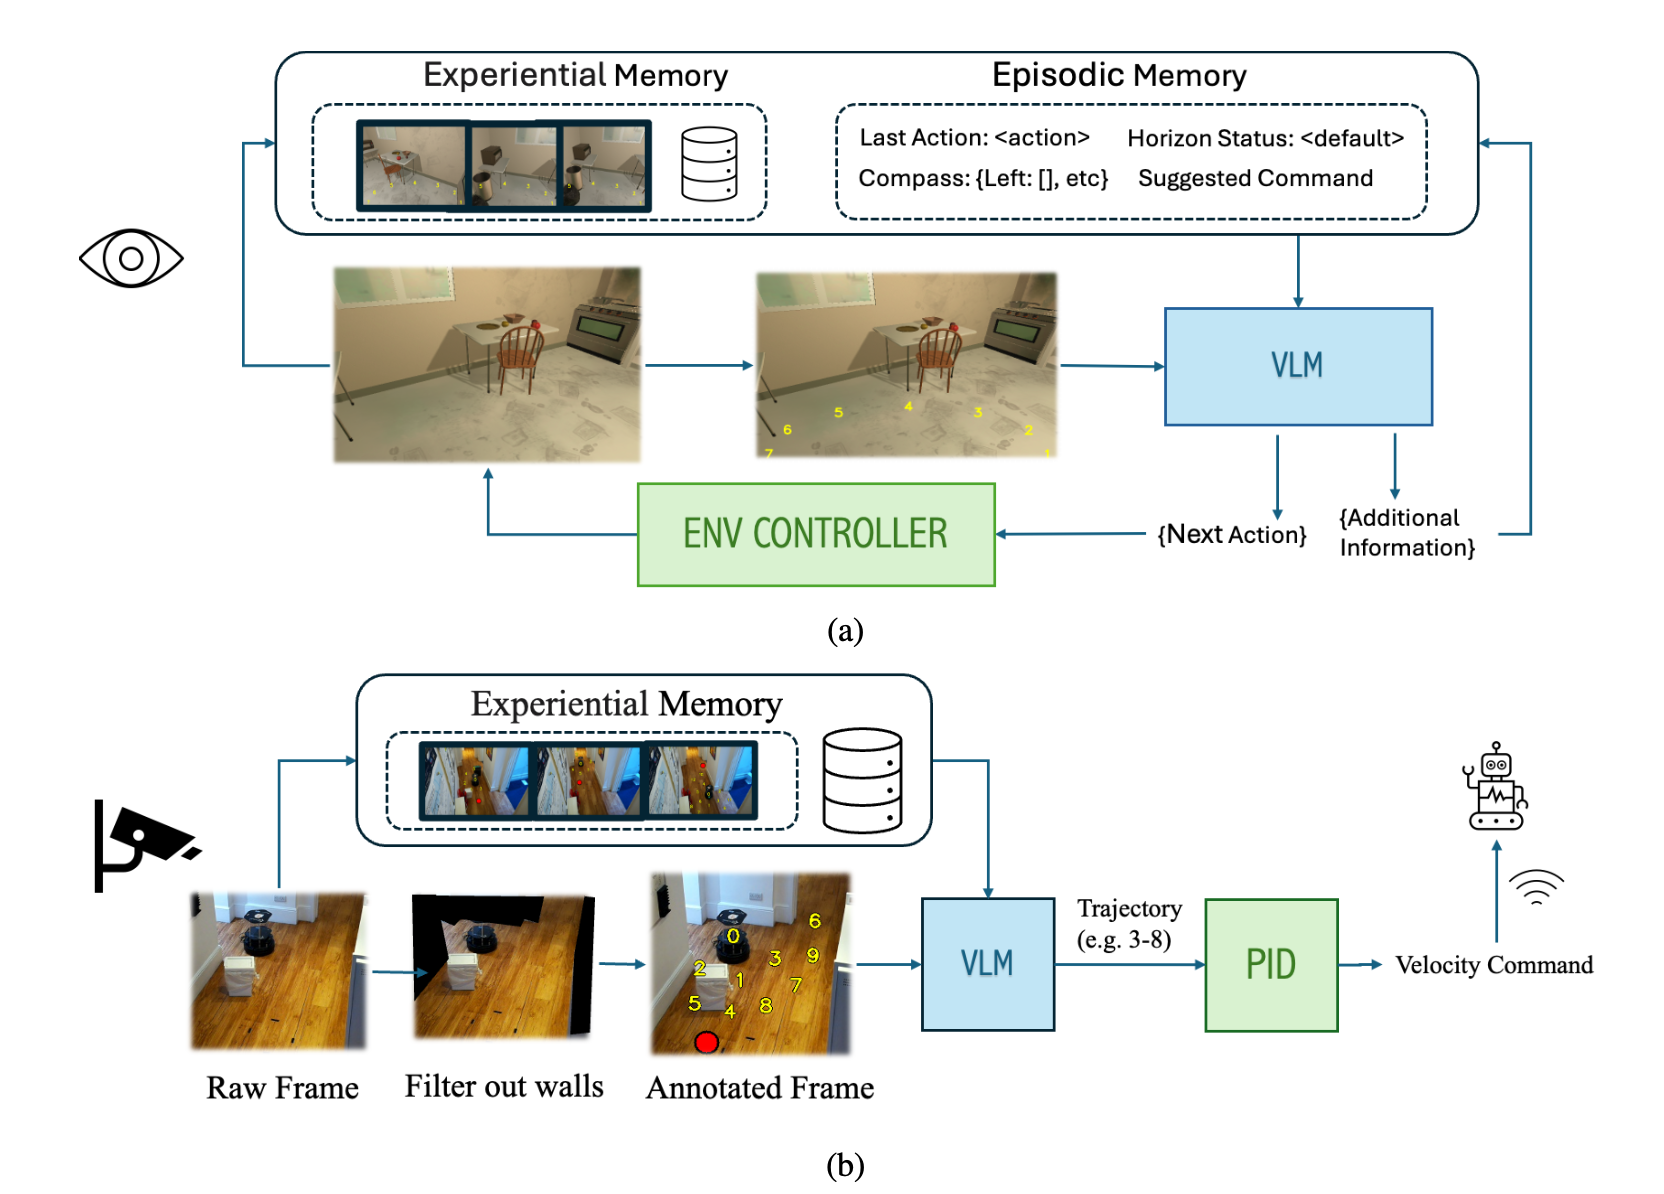 Experiential Memory
Episodic Memory
Last Action: <action>
Horizon Status: <default>
Compass: {Left: [], etc}
Suggested Command
VLM
5
4
3
6
2
7
1
ENV CONTROLLER
{Next Action}
{Additional
Information}
(a)
Experiential Memory
6
0
3
9
2
1
7
5
4
8
VLM
Trajectory
(e.g. 3-8)
PID
Velocity Command
Raw Frame
Filter out walls
Annotated Frame
(b)